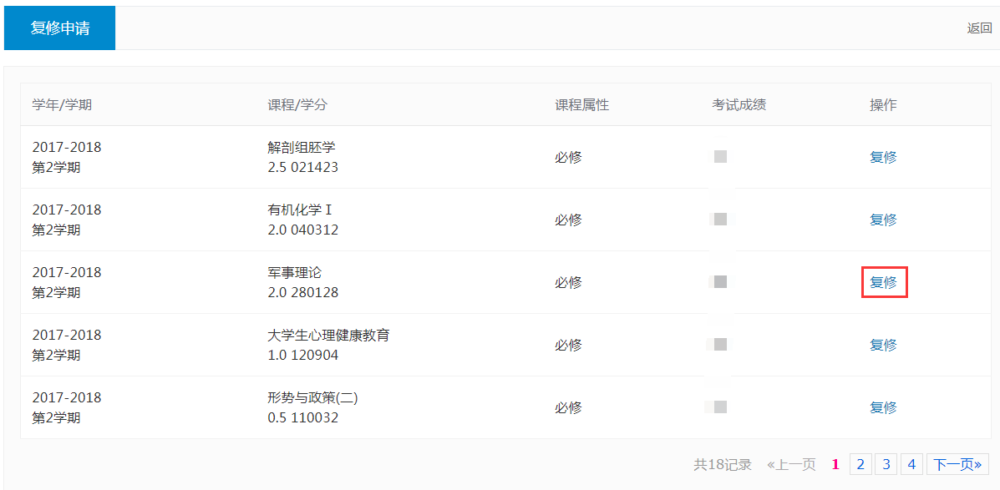 复修申请
返回
学年/学期 课程/学分 课程属性 考试成绩 操作
2017-2018 解剖组胚学
第2学期 2.5 021423 必修 复修
2017-2018 有机化学Ⅰ
第2学期 2.0 040312 必修 复修
2017-2018 军事理论
第2学期 2.0 280128 必修 复修
2017-2018 大学生心理健康教育
第2学期 1.0 120904 必修 复修
2017-2018 形势与政策(二)
第2学期 0.5 110032 必修 复修
共18记录 «上一页 1 2 3 4 下一页»